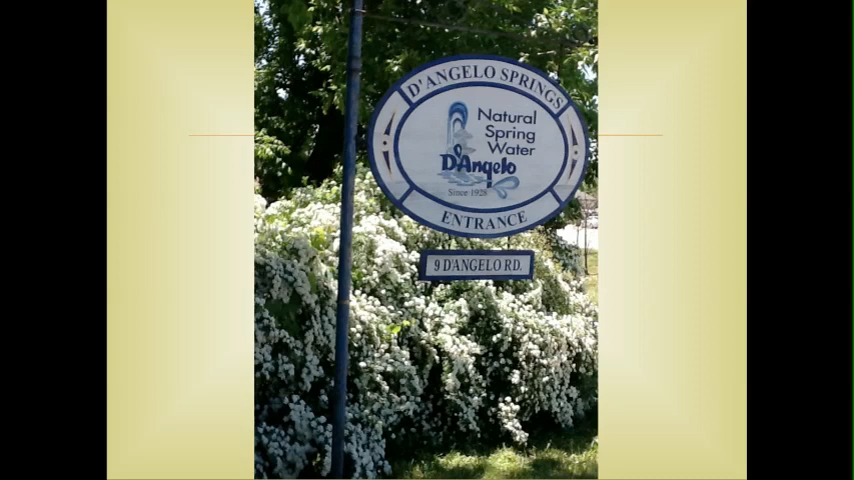 D'ANGELO SPRINGS
Natural
Spring
Water
D'Angelo
Since 1928
ENTRANCE
9 D'ANGELO RD.